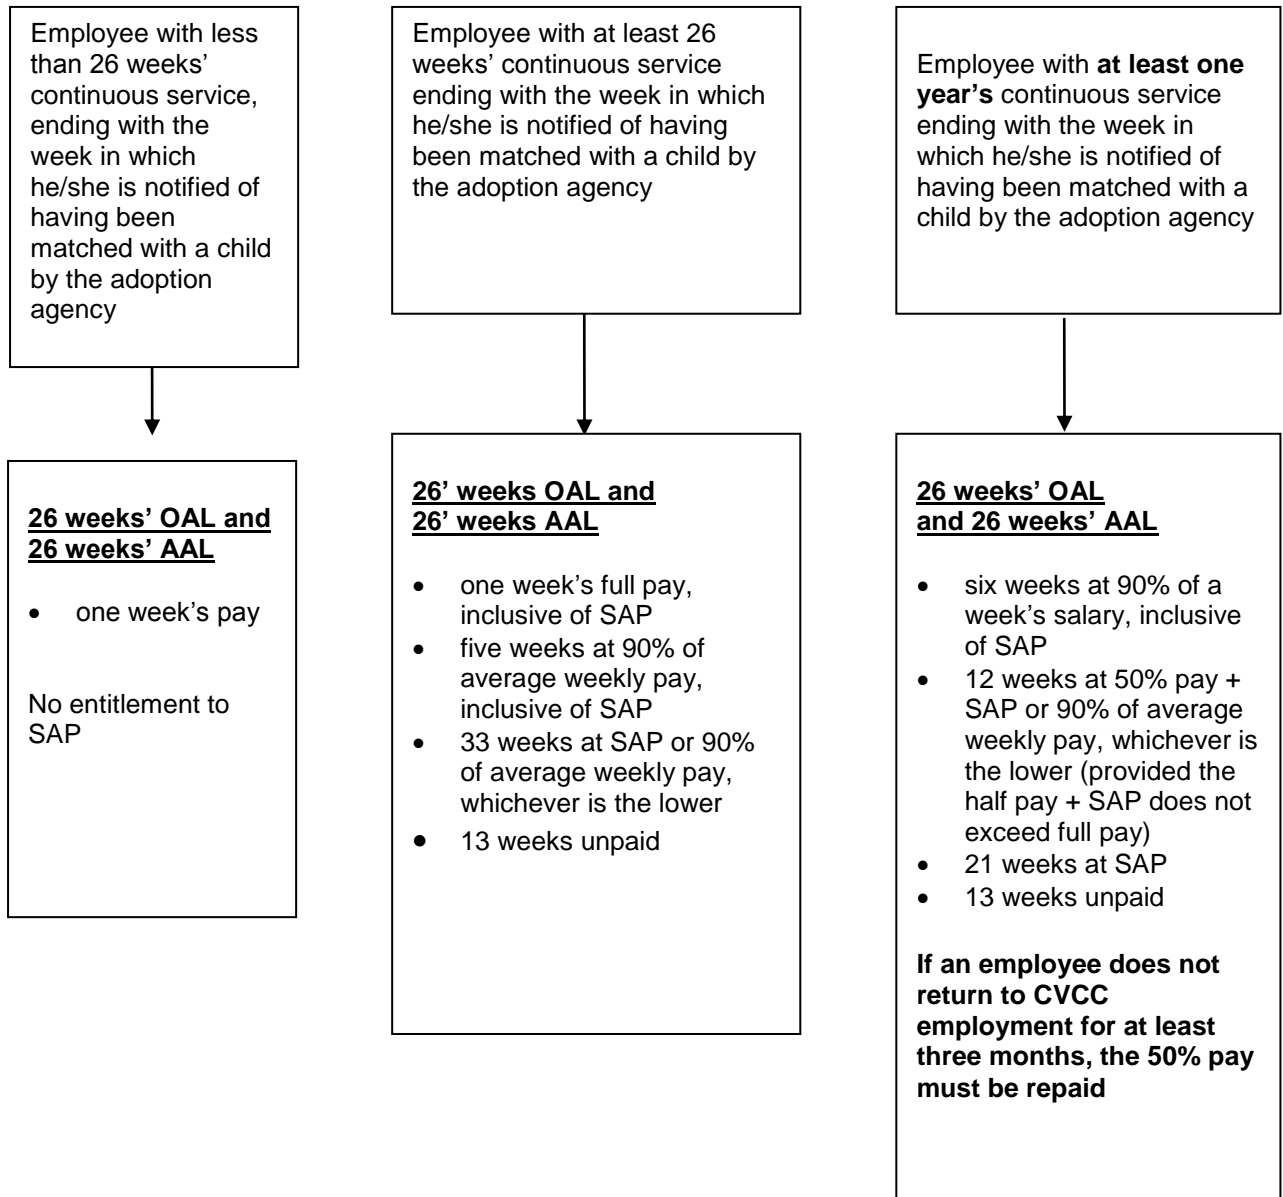 Employee with less
than 26 weeks’
continuous service,
ending with the
week in which
he/she is notified of
having been
matched with a child
by the adoption
agency
Employee with at least 26
weeks’ continuous service
ending with the week in which
he/she is notified of having
been matched with a child by
the adoption agency
Employee with at least one
year’s continuous service
ending with the week in
which he/she is notified of
having been matched with a
child by the adoption agency
26 weeks’ OAL and
26 weeks’ AAL
• one week’s pay
No entitlement to
SAP
26’ weeks OAL and
26’ weeks AAL
• one week’s full pay,
inclusive of SAP
• five weeks at 90% of
average weekly pay,
inclusive of SAP
• 33 weeks at SAP or 90%
of average weekly pay,
whichever is the lower
• 13 weeks unpaid
26 weeks’ OAL
and 26 weeks’ AAL
• six weeks at 90% of a
week’s salary, inclusive
of SAP
• 12 weeks at 50% pay +
SAP or 90% of average
weekly pay, whichever is
the lower (provided the
half pay + SAP does not
exceed full pay)
• 21 weeks at SAP
• 13 weeks unpaid
If an employee does not
return to CVCC
employment for at least
three months, the 50% pay
must be repaid